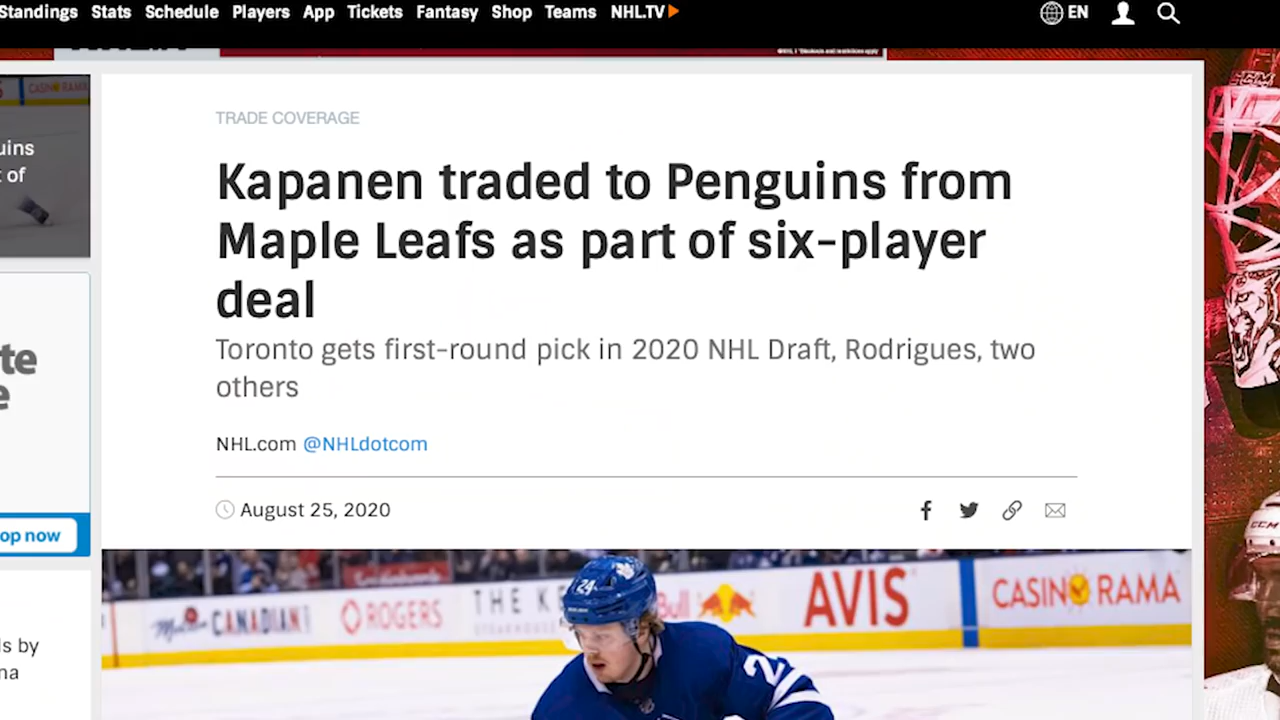 Standings Stats Schedule Players App Tickets Fantasy Shop Teams NHL.TV EN
uins
of
TRADE COVERAGE
Kapanen traded to Penguins from
Maple Leafs as part of six-player
deal
Toronto gets first-round pick in 2020 NHL Draft, Rodrigues, two
others
NHL.com @NHLdotcom
August 25, 2020
te
e
op now
ls by
na
24
CANADIAN
ROGERS
THE KE
Bull
AVIS
CASINO RAMA
2
CCM